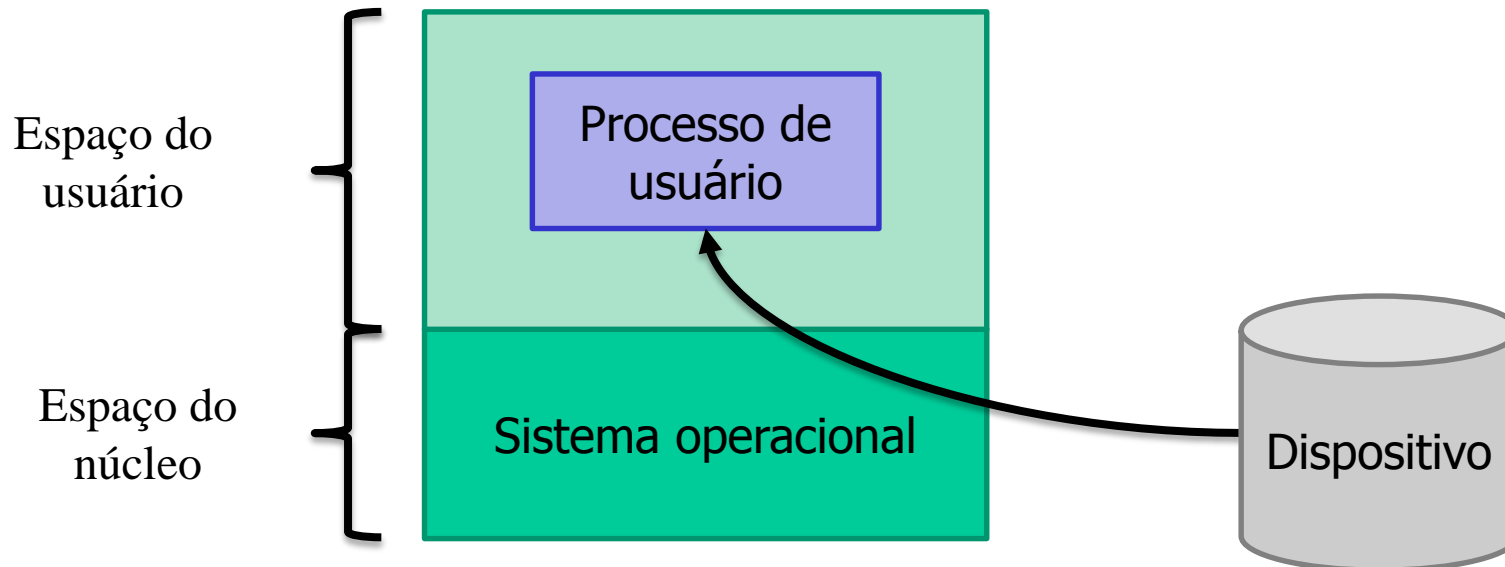 Espaço do
usuário
Processo de
usuário
Espaço do
núcleo
Sistema operacional
Dispositivo